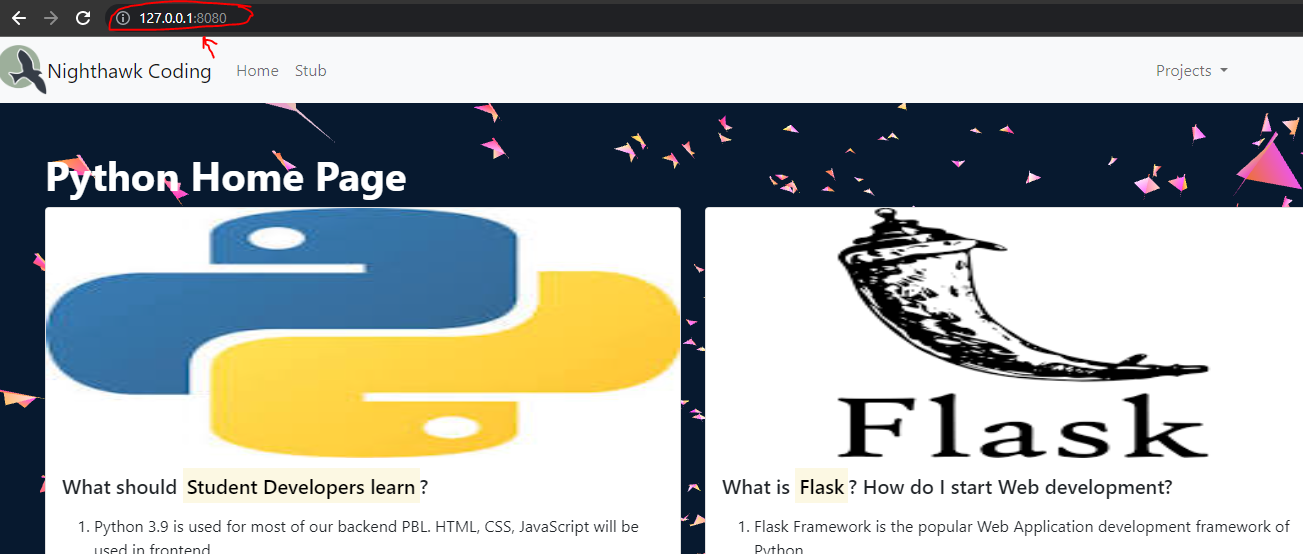 127.0.0.1:8080
Nighthawk Coding Home Stub Projects
Python Home Page
Flask
What should Student Developers learn?
1. Python 3.9 is used for most of our backend PBL. HTML, CSS, JavaScript will be
used in frontend
What is Flask? How do I start Web development?
1. Flask Framework is the popular Web Application development framework of
Python